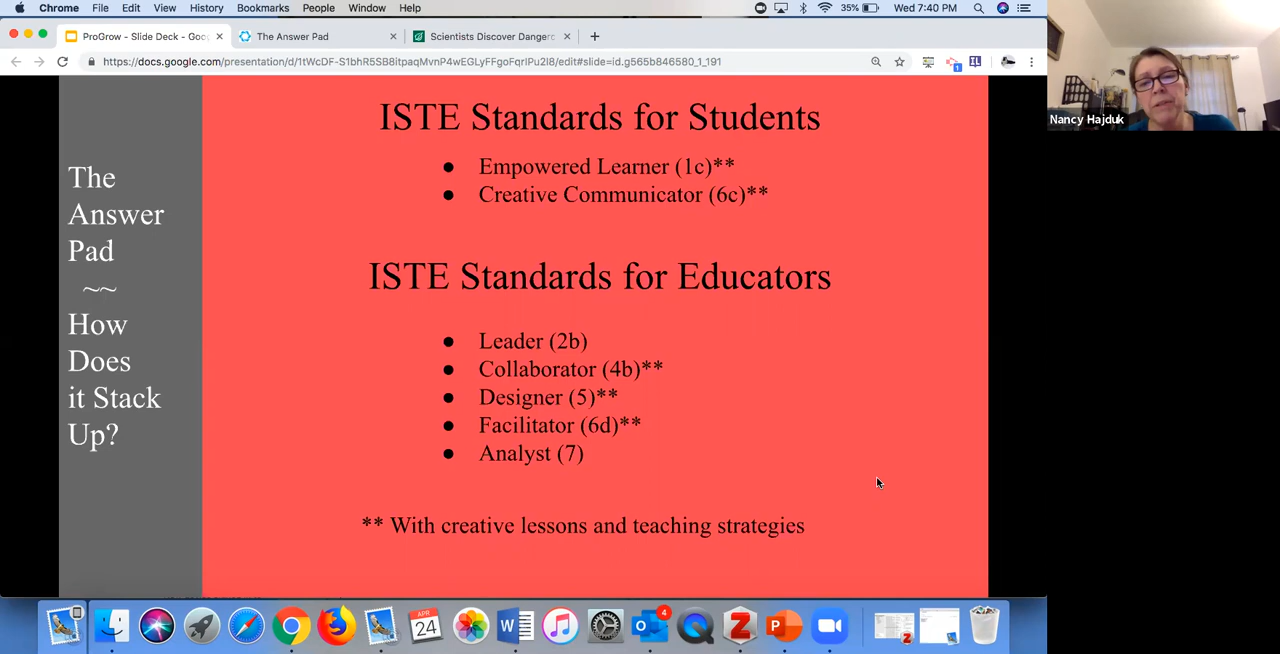 Chrome File Edit View History Bookmarks People Window Help 35% Wed 7:40 PM
ProGrow - Slide Deck - Goo The Answer Pad Scientists Discover Danger
https://docs.google.com/presentation/d/1tWcDF-S1bhR5SB8itpaqMvnP4wEGLyFFgoFqrIPu2I8/edit#slide=id.g565b846580_1_191
1
Nancy Hajduk
The
Answer
Pad
~~
How
Does
it Stack
Up?
ISTE Standards for Students
● Empowered Learner (1c)**
● Creative Communicator (6c)**
ISTE Standards for Educators
● Leader (2b)
● Collaborator (4b)**
● Designer (5)**
● Facilitator (6d)**
● Analyst (7)
** With creative lessons and teaching strategies
APR
24
4